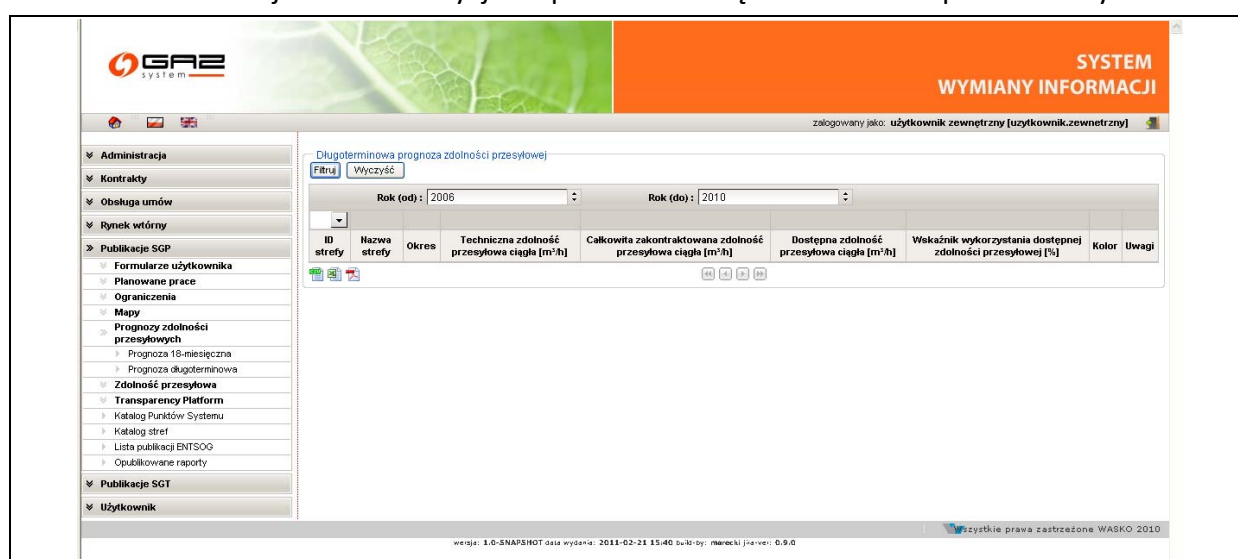 GAZ
system
SYSTEM
WYMIANY INFORMACJI
zalogowany jako: użytkownik zewnętrzny [uzytkownik.zewnetrzny]
Administracja
Kontrakty
Obsługa umów
Rynek wtórny
Publikacje SGP
Formularze użytkownika
Planowane prace
Ograniczenia
Mapy
Prognozy zdolności
przesyłowych
Prognoza 18-miesięczna
Prognoza długoterminowa
Zdolność przesyłowa
Transparency Platform
Katalog Punktów Systemu
Katalog stref
Lista publikacji ENTSOG
Opublikowane raporty
Publikacje SGT
Użytkownik
Długoterminowa prognoza zdolności przesyłowej
Filtruj Wyczyść
Rok (od) : 2006 Rok (do) : 2010
ID strefy Nazwa strefy Okres Techniczna zdolność przesyłowa ciągła [m³/h] Całkowita zakontraktowana zdolność przesyłowa ciągła [m³/h] Dostępna zdolność przesyłowa ciągła [m³/h] Wskaźnik wykorzystania dostępnej zdolności przesyłowej [%] Kolor Uwagi
Wszystkie prawa zastrzeżone WASKO 2010
wersja: 1.0-SNAPSHOT data wydania: 2011-02-21 15:40 build-by: marecki jira-ver: 0.9.0